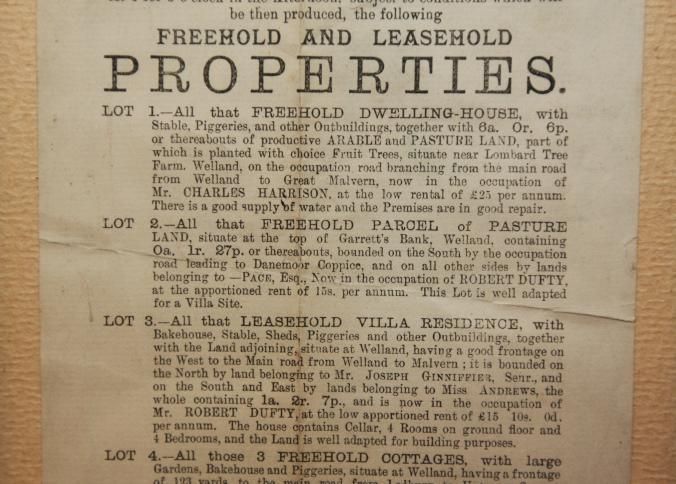 be then produced, the following
FREEHOLD AND LEASEHOLD
PROPERTIES.
LOT 1.—All that FREEHOLD DWELLING-HOUSE, with
Stable, Piggeries, and other Outbuildings, together with 6a. Or. 6p.
or thereabouts of productive ARABLE and PASTURE LAND, part of
which is planted with choice Fruit Trees, situate near Lombard Tree
Farm. Welland, on the occupation road branching from the main road
from Welland to Great Malvern, now in the occupation of
Mr. CHARLES HARRISON, at the low rental of £25 per annum.
There is a good supply of water and the Premises are in good repair.
LOT 2.—All that FREEHOLD PARCEL of PASTURE
LAND, situate at the top of Garrett's Bank, Welland, containing
0a. 1r. 27p. or thereabouts, bounded on the South by the occupation
road leading to Danemoor Coppice, and on all other sides by lands
belonging to —PACE, Esq., Now in the occupation of ROBERT DUFTY,
at the apportioned rent of 15s. per annum. This Lot is well adapted
for a Villa Site.
LOT 3.—All that LEASEHOLD VILLA RESIDENCE, with
Bakehouse, Stable, Sheds, Piggeries and other Outbuildings, together
with the Land adjoining, situate at Welland, having a good frontage on
the West to the Main road from Welland to Malvern; it is bounded on
the North by land belonging to Mr. JOSEPH GINNIFFIER, Senr., and
on the South and East by lands belonging to Miss ANDREWS, the
whole containing 1a. 2r. 7p., and is now in the occupation of
Mr. ROBERT DUFTY, at the low apportioned rent of £15 10s. 0d.
per annum. The house contains Cellar, 4 Rooms on ground floor and
4 Bedrooms, and the Land is well adapted for building purposes.
LOT 4.—All those 3 FREEHOLD COTTAGES, with large
Gardens, Bakehouse and Piggeries, situate at Welland, having a frontage
of 123 yards to the main road from